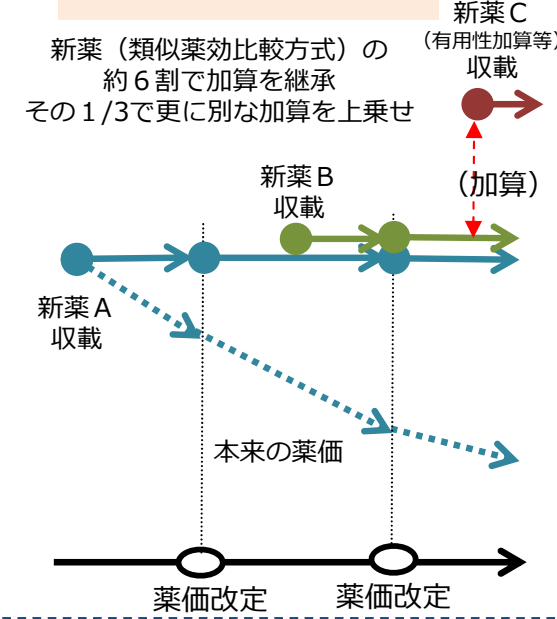 新薬C
（有用性加算等）
収載
新薬（類似薬効比較方式）の
約６割で加算を継承
その１/3で更に別な加算を上乗せ
新薬Ｂ
収載
（加算）
新薬Ａ
収載
本来の薬価
薬価改定
薬価改定